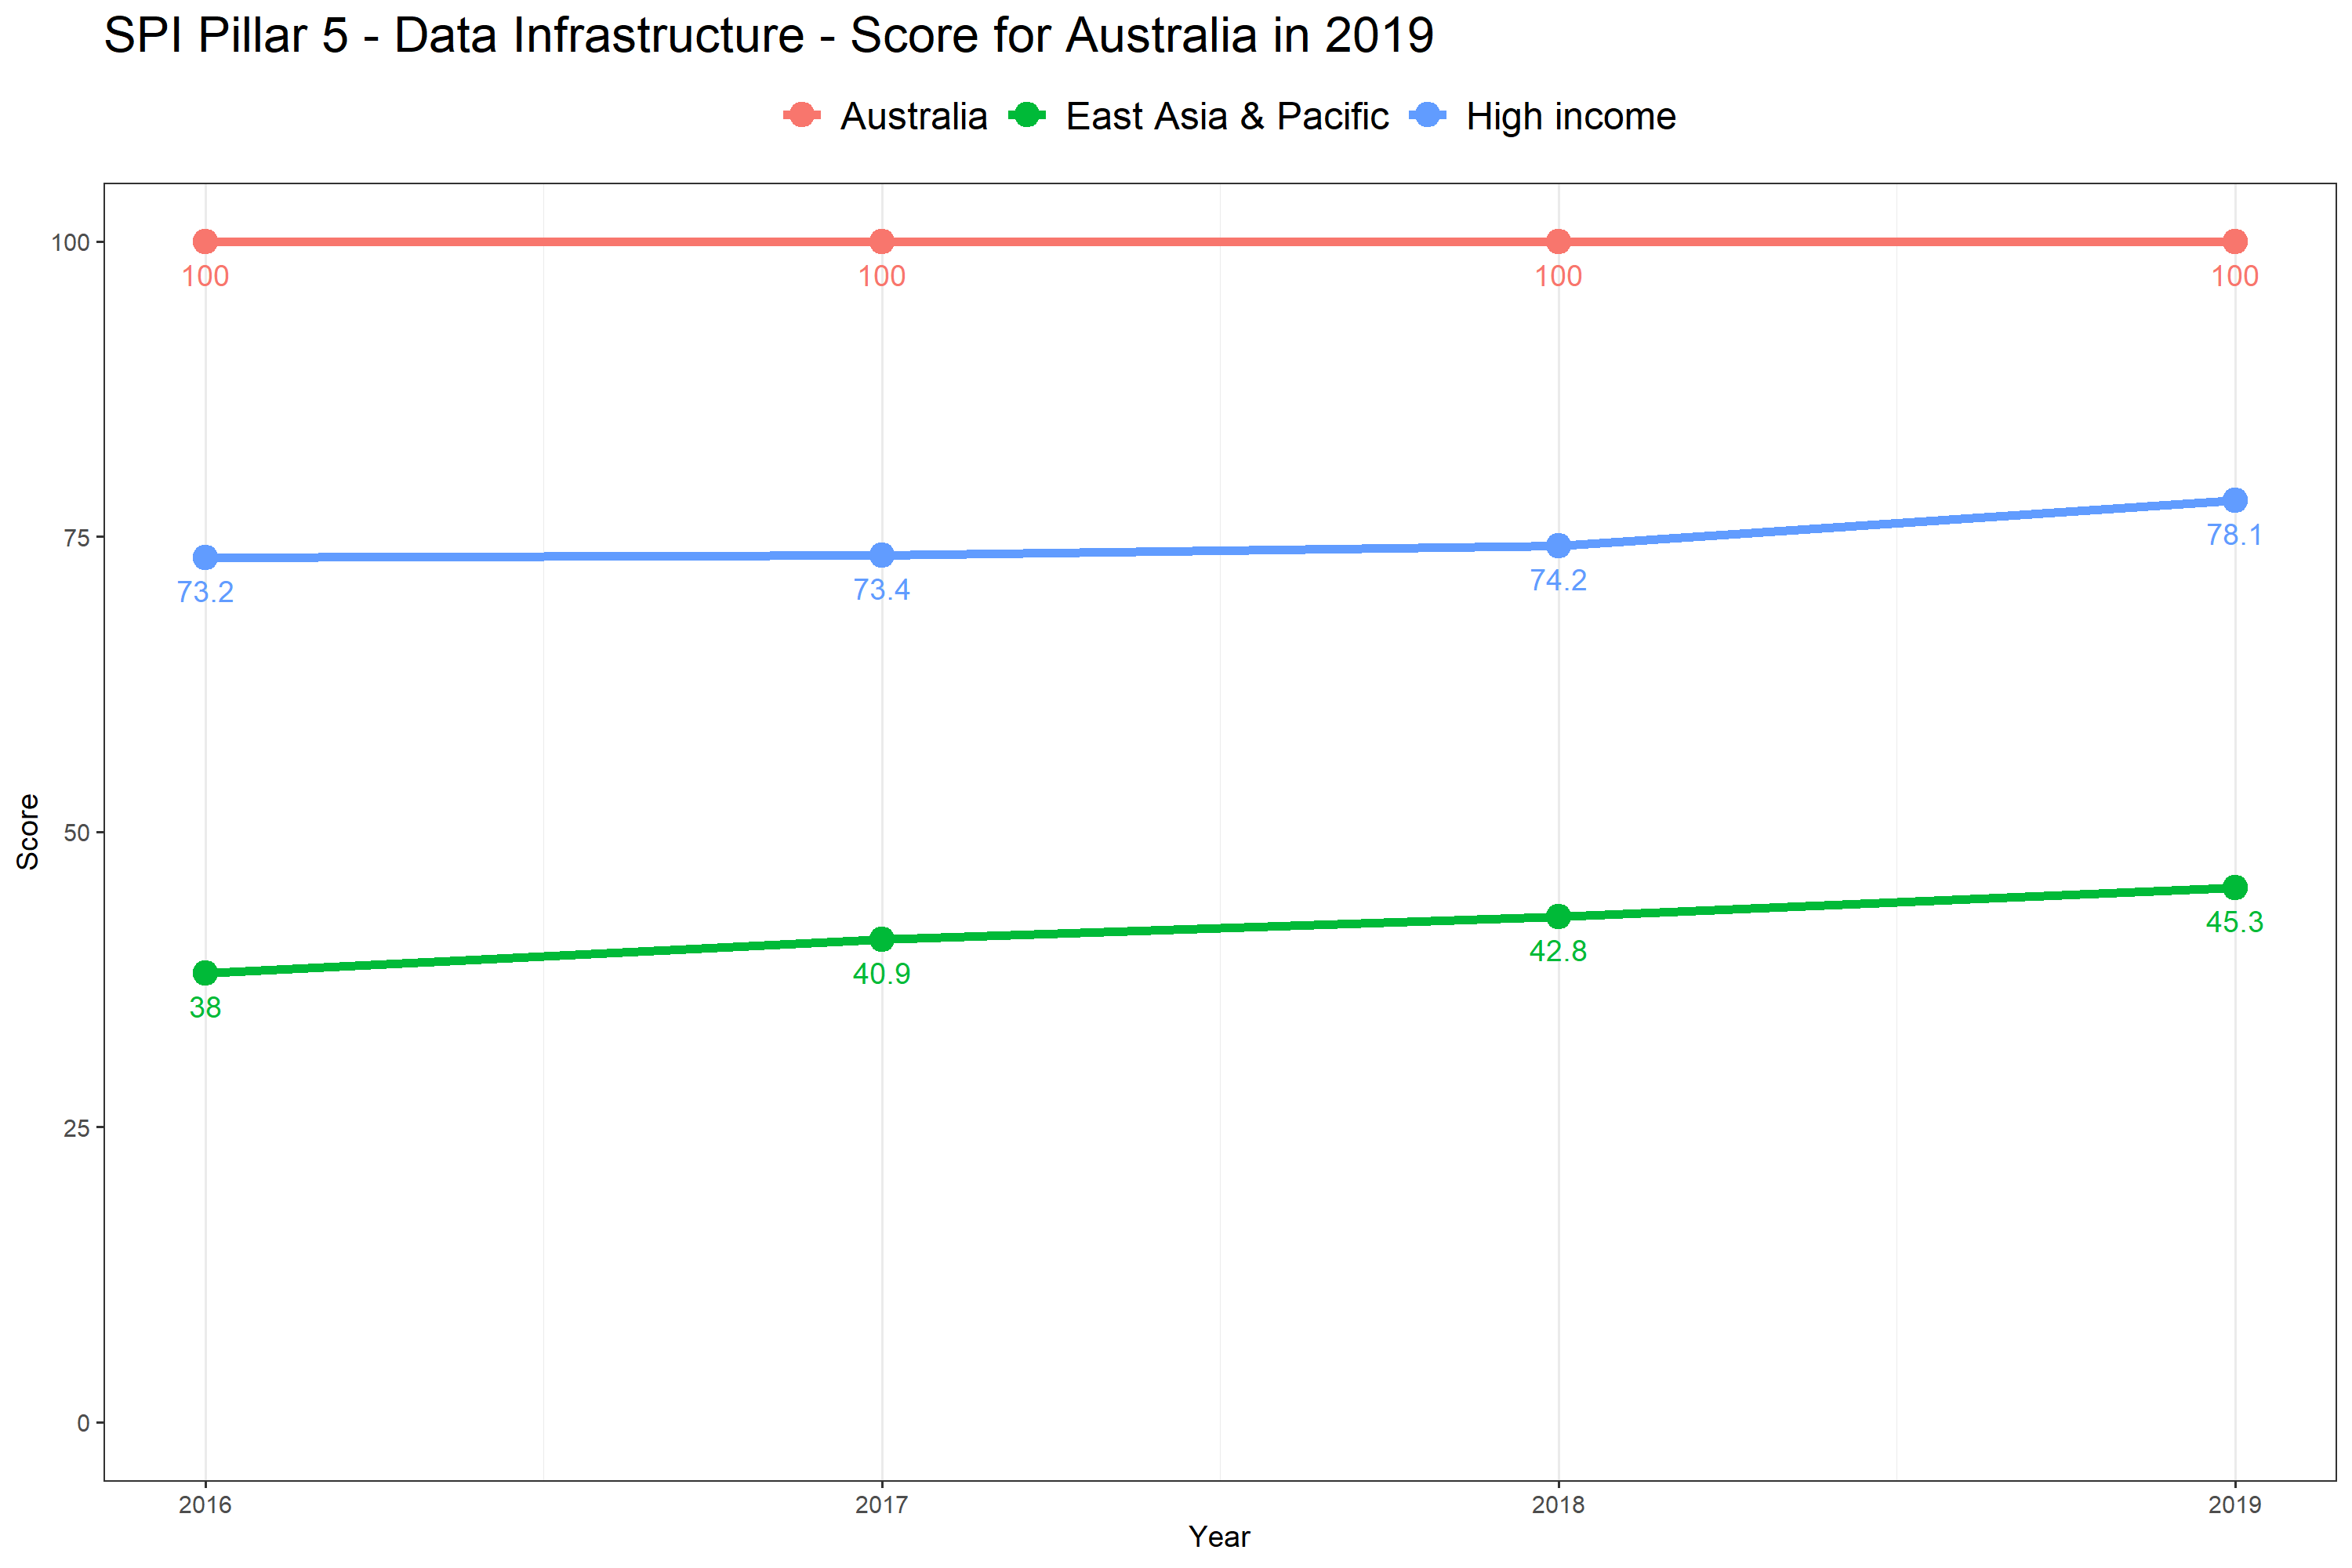 SPI Pillar 5 - Data Infrastructure - Score for Australia in 2019
Australia East Asia & Pacific High income
100
100 100 100 100
75
73.2 73.4 74.2 78.1
Score
50
38 40.9 42.8 45.3
25
0
2016 2017 2018 2019
Year